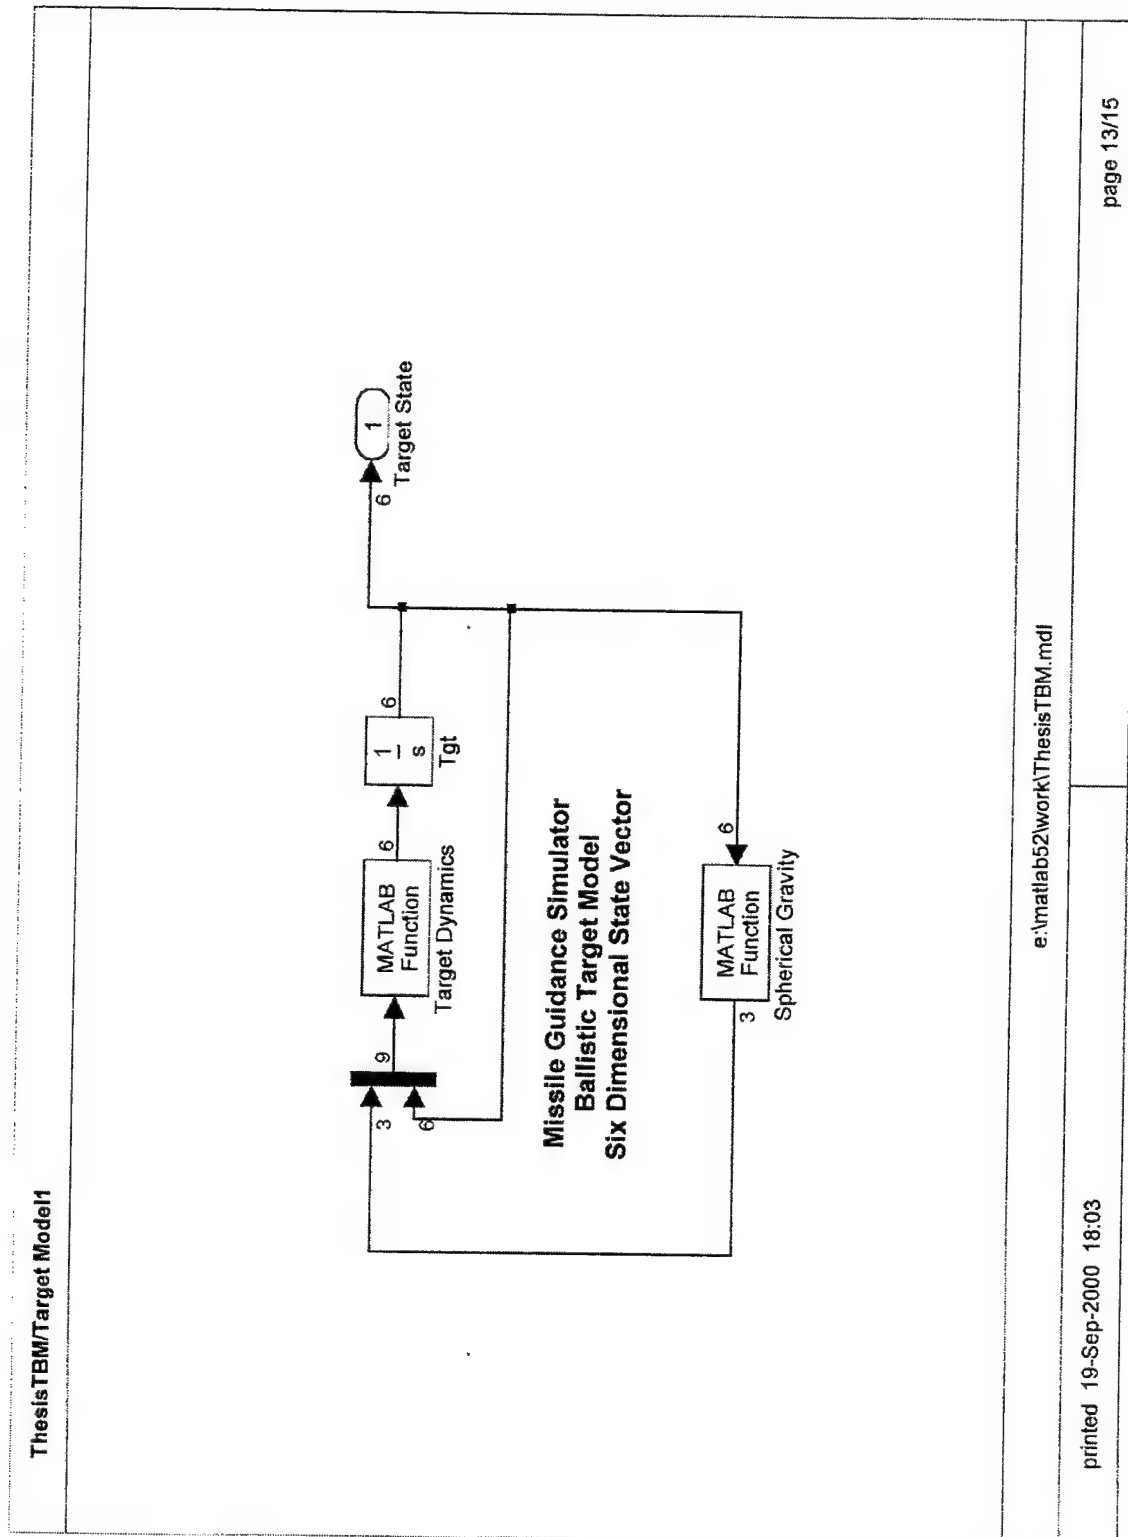 ThesisTBM/Target Model1
3
6
9
MATLAB
Function
Target Dynamics
6
1
s
Tgt
6
6
1
Target State
Missile Guidance Simulator
Ballistic Target Model
Six Dimensional State Vector
3
MATLAB
Function
Spherical Gravity
6
e:\matlab52\work\ThesisTBM.mdl
printed 19-Sep-2000 18:03
page 13/15